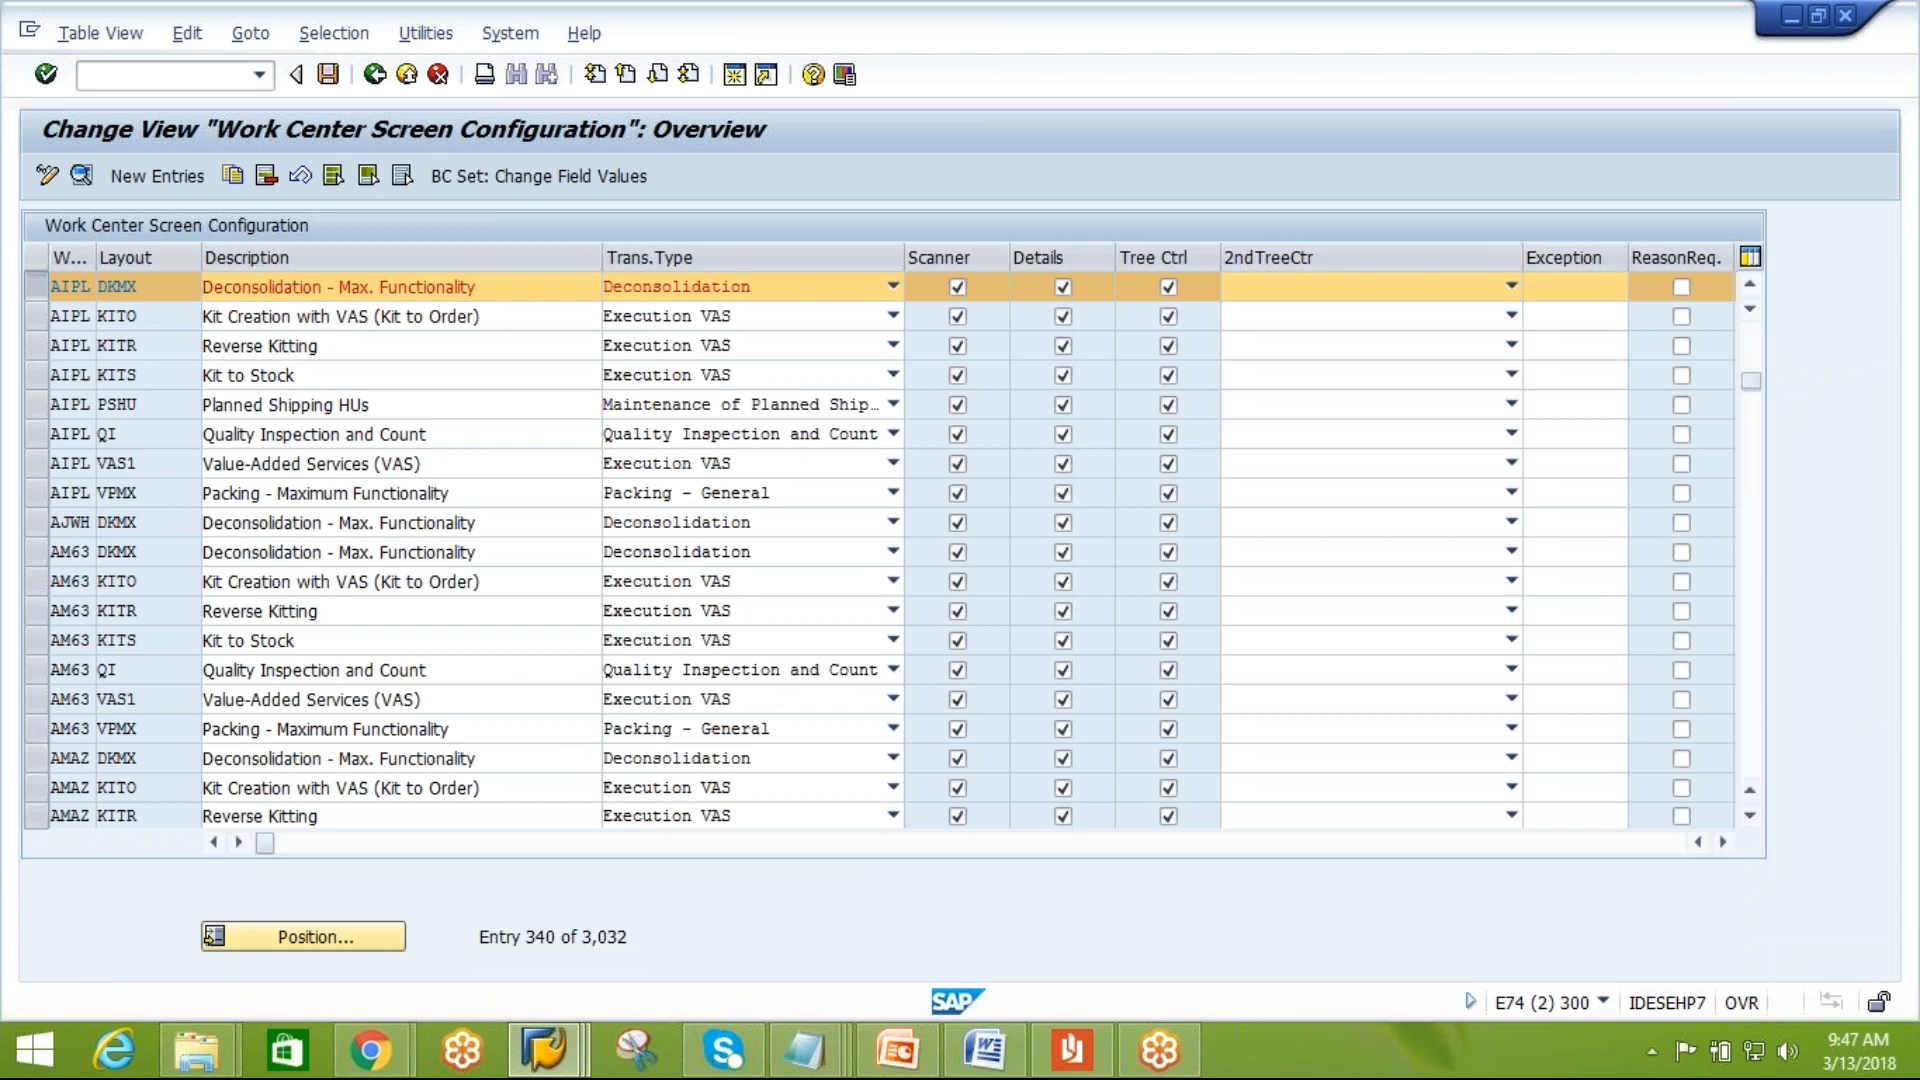 Table View Edit Goto Selection Utilities System Help
Change View "Work Center Screen Configuration": Overview
New Entries BC Set: Change Field Values
Work Center Screen Configuration
W... Layout Description Trans.Type Scanner Details Tree Ctrl 2ndTreeCtr Exception ReasonReq.
AIPL DKMX Deconsolidation - Max. Functionality Deconsolidation
AIPL KITO Kit Creation with VAS (Kit to Order) Execution VAS
AIPL KITR Reverse Kitting Execution VAS
AIPL KITS Kit to Stock Execution VAS
AIPL PSHU Planned Shipping HUs Maintenance of Planned Ship…
AIPL QI Quality Inspection and Count Quality Inspection and Count
AIPL VAS1 Value-Added Services (VAS) Execution VAS
AIPL VPMX Packing - Maximum Functionality Packing - General
AJWH DKMX Deconsolidation - Max. Functionality Deconsolidation
AM63 DKMX Deconsolidation - Max. Functionality Deconsolidation
AM63 KITO Kit Creation with VAS (Kit to Order) Execution VAS
AM63 KITR Reverse Kitting Execution VAS
AM63 KITS Kit to Stock Execution VAS
AM63 QI Quality Inspection and Count Quality Inspection and Count
AM63 VAS1 Value-Added Services (VAS) Execution VAS
AM63 VPMX Packing - Maximum Functionality Packing - General
AMAZ DKMX Deconsolidation - Max. Functionality Deconsolidation
AMAZ KITO Kit Creation with VAS (Kit to Order) Execution VAS
AMAZ KITR Reverse Kitting Execution VAS
Position... Entry 340 of 3,032
SAP E74 (2) 300 IDESEHP7 OVR
9:47 AM
3/13/2018